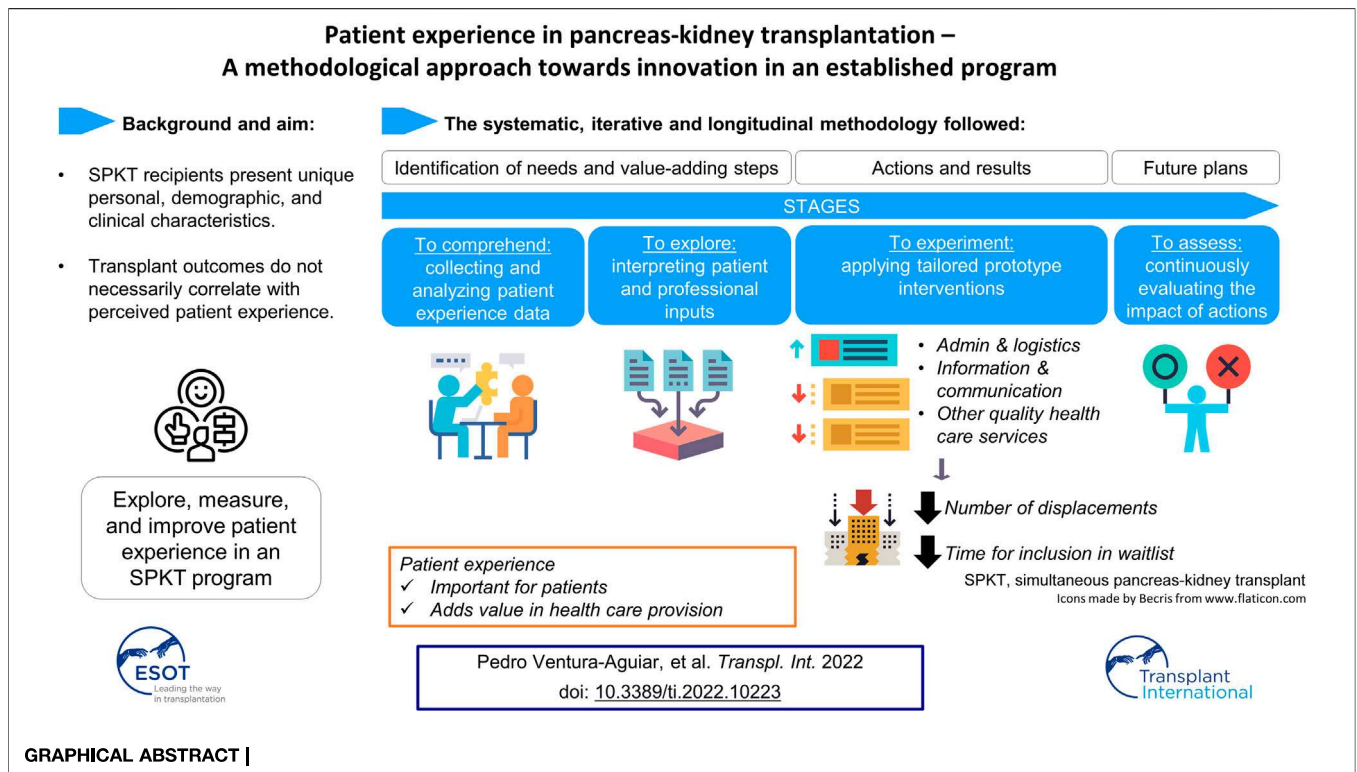 Patient experience in pancreas-kidney transplantation –
A methodological approach towards innovation in an established program
Background and aim:
• SPKT recipients present unique
personal, demographic, and
clinical characteristics.
• Transplant outcomes do not
necessarily correlate with
perceived patient experience.
Explore, measure,
and improve patient
experience in an
SPKT program
The systematic, iterative and longitudinal methodology followed:
Identification of needs and value-adding steps
Actions and results
Future plans
STAGES
To comprehend:
collecting and
analyzing patient
experience data
To explore:
interpreting patient
and professional
inputs
To experiment:
applying tailored prototype
interventions
To assess:
continuously
evaluating the
impact of actions
• Admin & logistics
• Information &
communication
• Other quality health
care services
Number of displacements
Time for inclusion in waitlist
SPKT, simultaneous pancreas-kidney transplant
Icons made by Becris from www.flaticon.com
Patient experience
✓ Important for patients
✓ Adds value in health care provision
Pedro Ventura-Aguiar, et al. Transpl. Int. 2022
doi: 10.3389/ti.2022.10223
ESOT
Leading the way
in transplantation
Transplant
International
GRAPHICAL ABSTRACT |